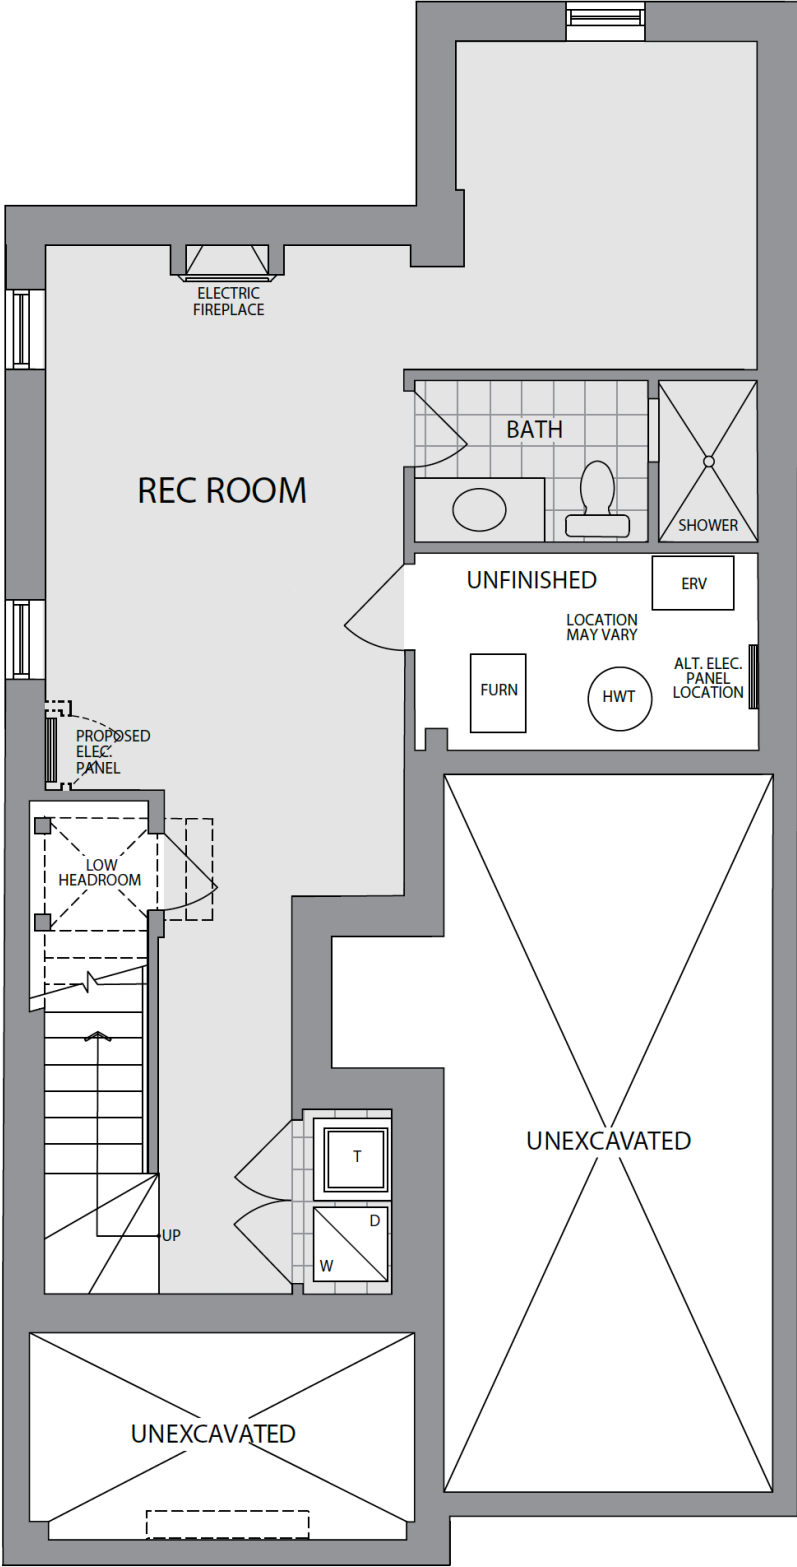 ELECTRIC
FIREPLACE
BATH
REC ROOM
SHOWER
UNFINISHED
ERV
LOCATION
MAY VARY
ALT. ELEC.
PANEL
LOCATION
FURN
HWT
PROPOSED
ELEC.
PANEL
LOW
HEADROOM
UNEXCAVATED
T
D
W
UP
UNEXCAVATED